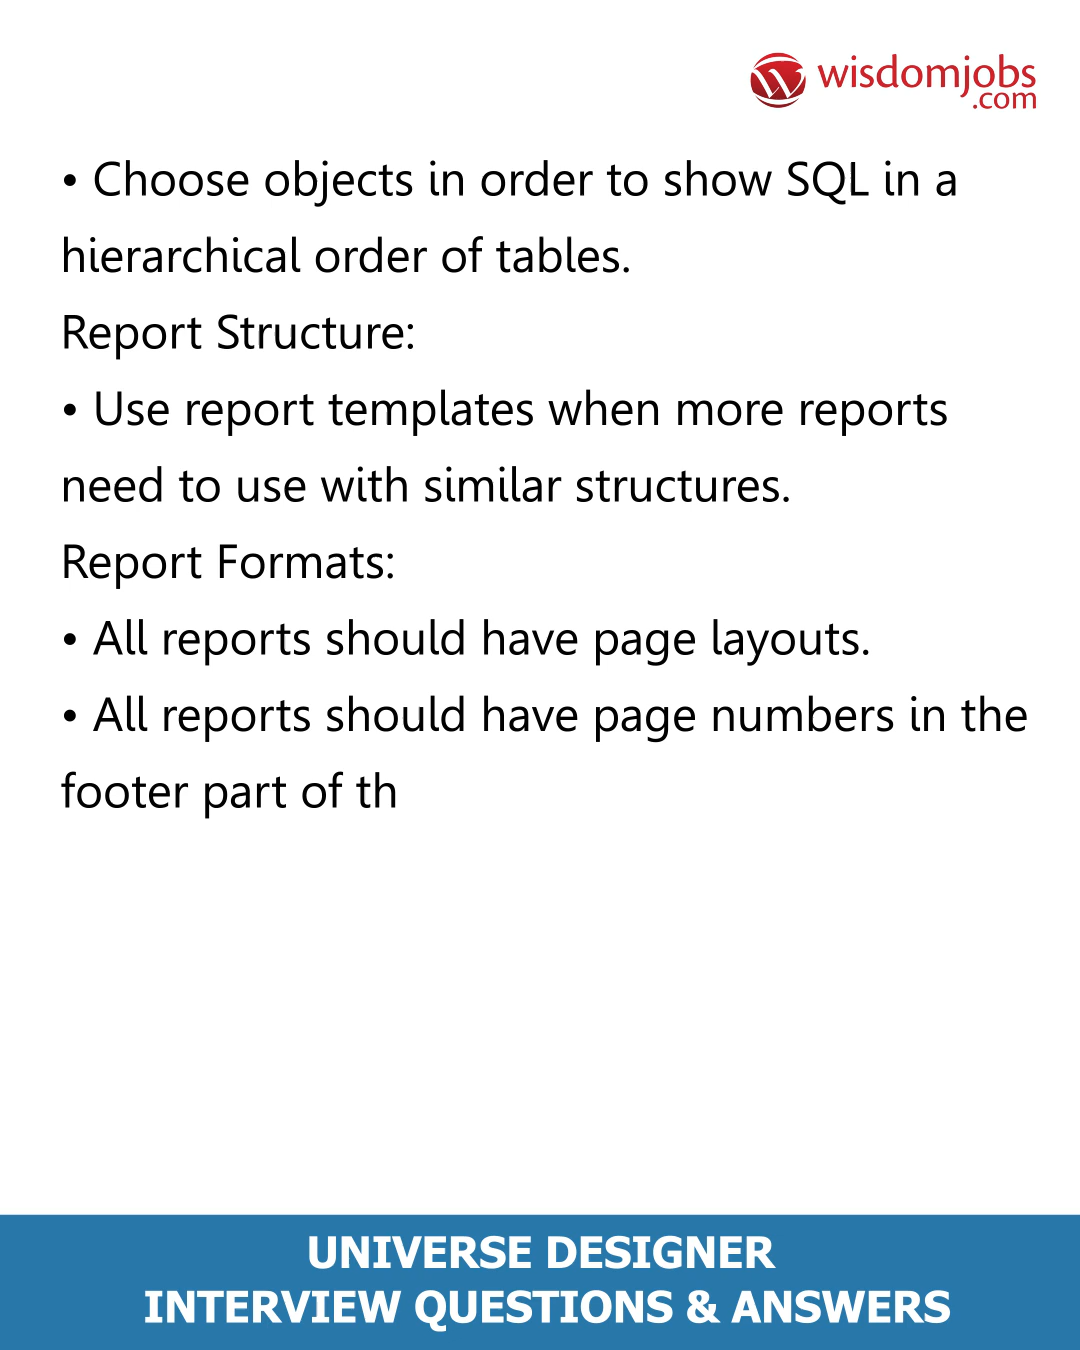 wisdomjobs
.com
• Choose objects in order to show SQL in a
hierarchical order of tables.
Report Structure:
• Use report templates when more reports
need to use with similar structures.
Report Formats:
• All reports should have page layouts.
• All reports should have page numbers in the
footer part of th
UNIVERSE DESIGNER
INTERVIEW QUESTIONS & ANSWERS